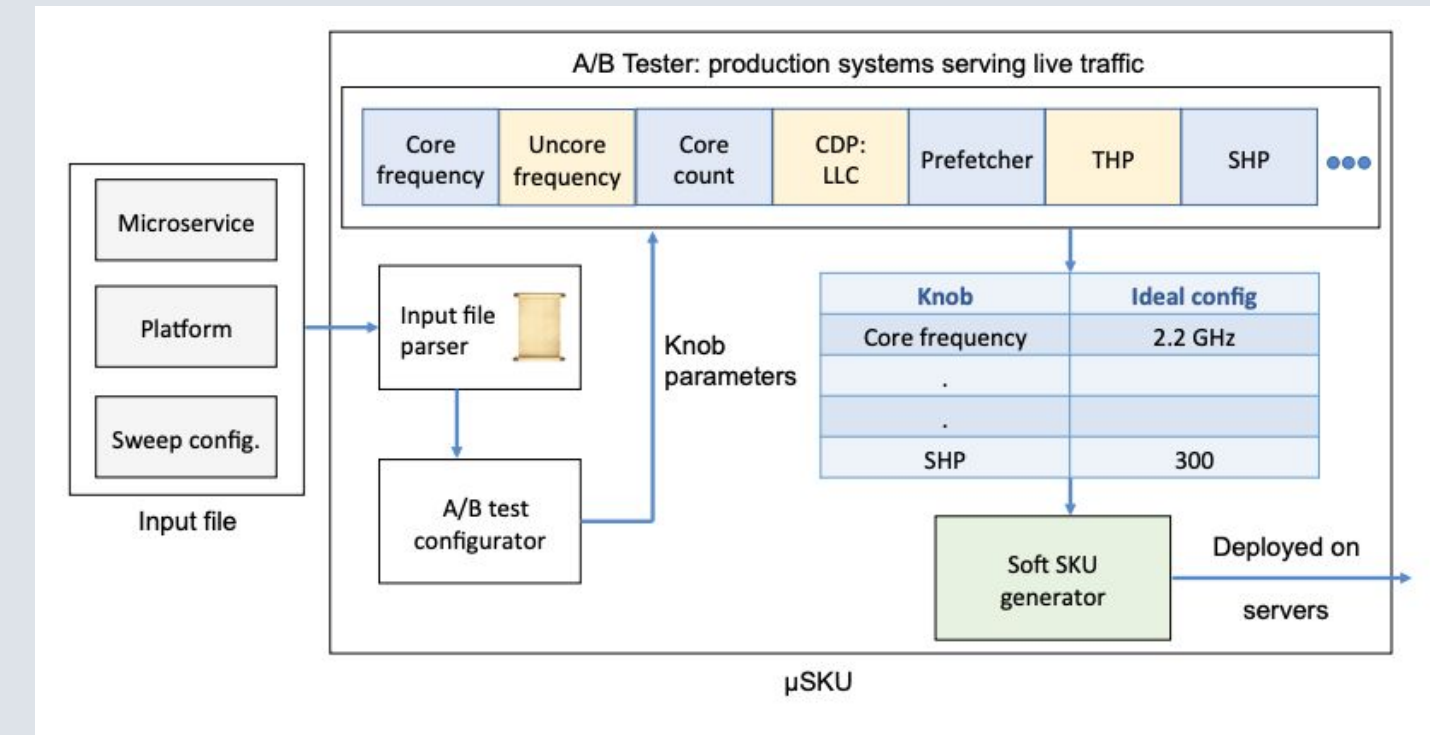 A/B Tester: production systems serving live traffic
Core
frequency
Uncore
frequency
Core
count
CDP:
LLC
Prefetcher
THP
SHP
Microservice
Platform
Sweep config.
Input file
Input file
parser
A/B test
configurator
Knob
parameters
Knob Ideal config
Core frequency 2.2 GHz
.
.
SHP 300
Soft SKU
generator
Deployed on
servers
µSKU